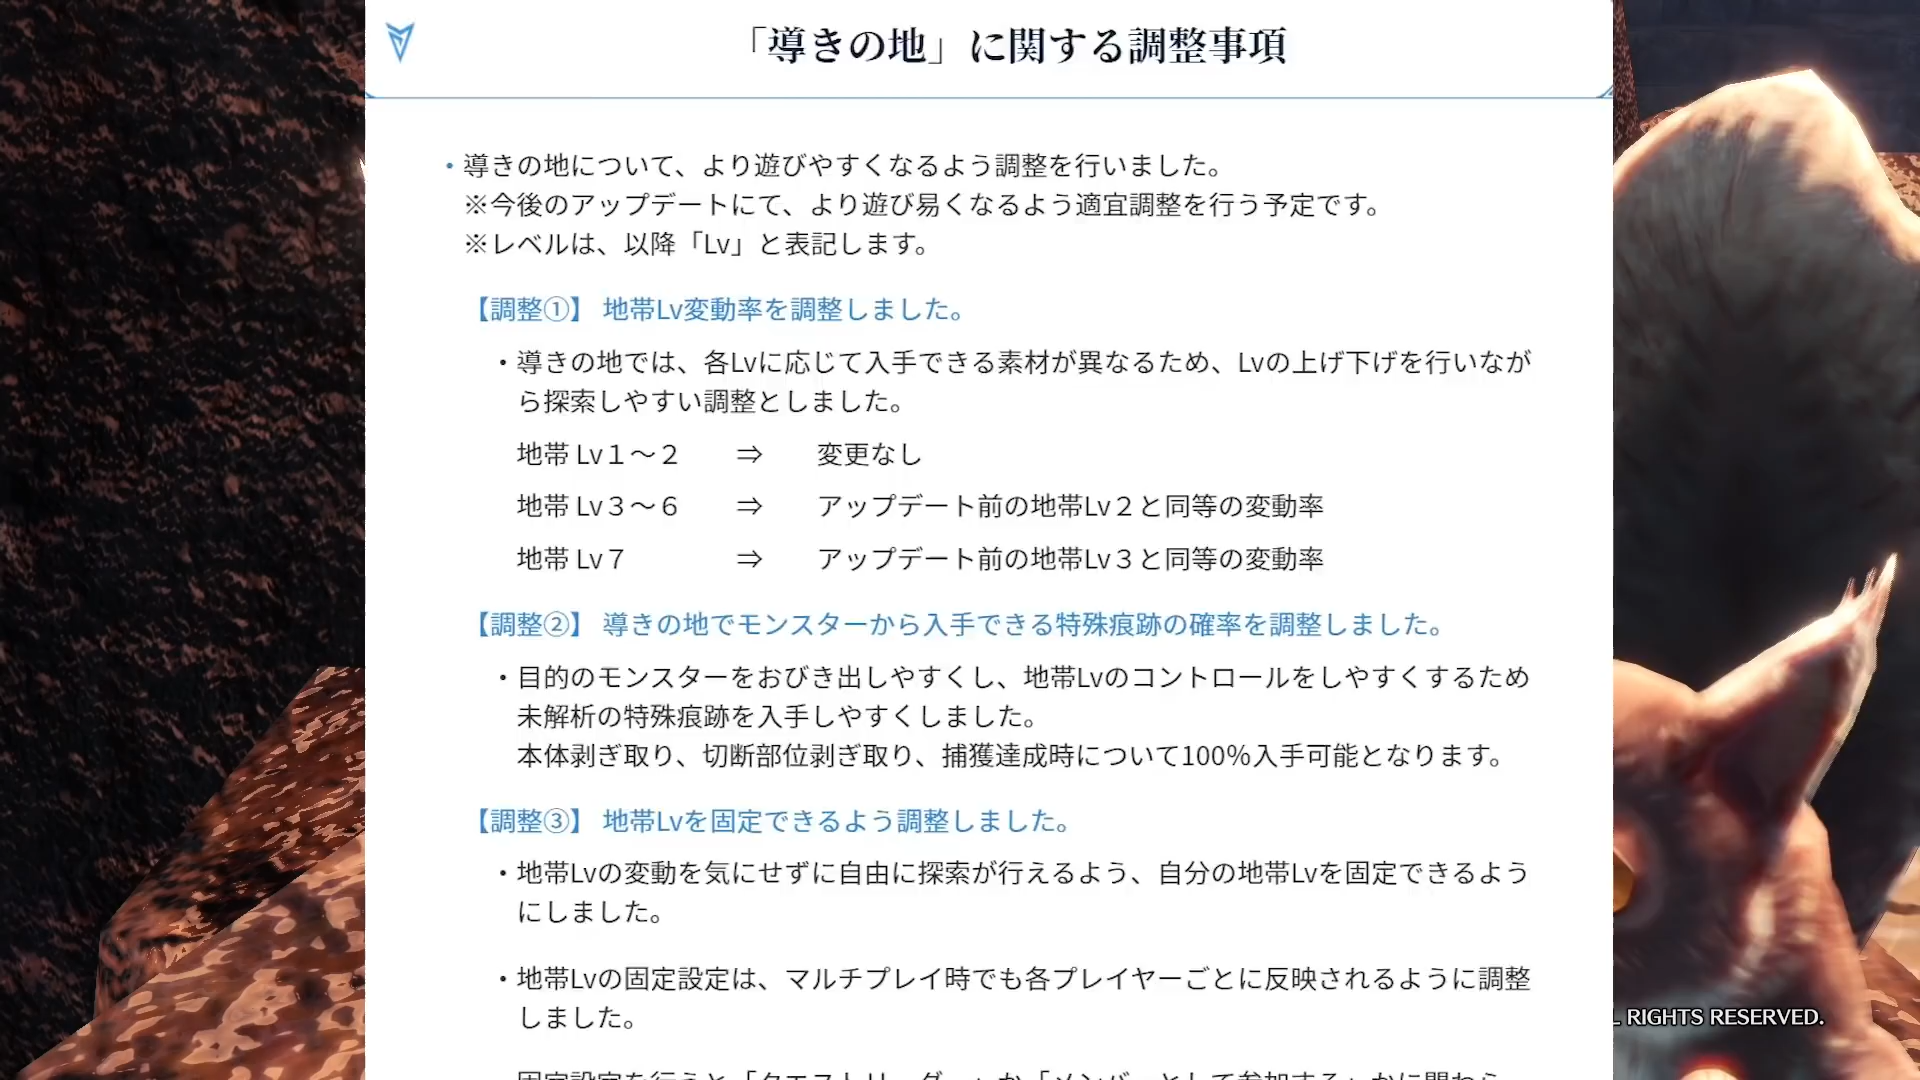 「導きの地」に関する調整事項
・導きの地について、より遊びやすくなるよう調整を行いました。
※今後のアップデートにて、より遊び易くなるよう適宜調整を行う予定です。
※レベルは、以降「Lv」と表記します。
【調整①】 地帯Lv変動率を調整しました。
・導きの地では、各Lvに応じて入手できる素材が異なるため、Lvの上げ下げを行いなが
ら探索しやすい調整としました。
地帯 Lv１～２ ⇒ 変更なし
地帯 Lv３～６ ⇒ アップデート前の地帯Lv２と同等の変動率
地帯 Lv７ ⇒ アップデート前の地帯Lv３と同等の変動率
【調整②】 導きの地でモンスターから入手できる特殊痕跡の確率を調整しました。
・目的のモンスターをおびき出しやすくし、地帯Lvのコントロールをしやすくするため
未解析の特殊痕跡を入手しやすくしました。
本体剥ぎ取り、切断部位剥ぎ取り、捕獲達成時について100％入手可能となります。
【調整③】 地帯Lvを固定できるよう調整しました。
・地帯Lvの変動を気にせずに自由に探索が行えるよう、自分の地帯Lvを固定できるよう
にしました。
・地帯Lvの固定設定は、マルチプレイ時でも各プレイヤーごとに反映されるように調整
しました。
RIGHTS RESERVED.